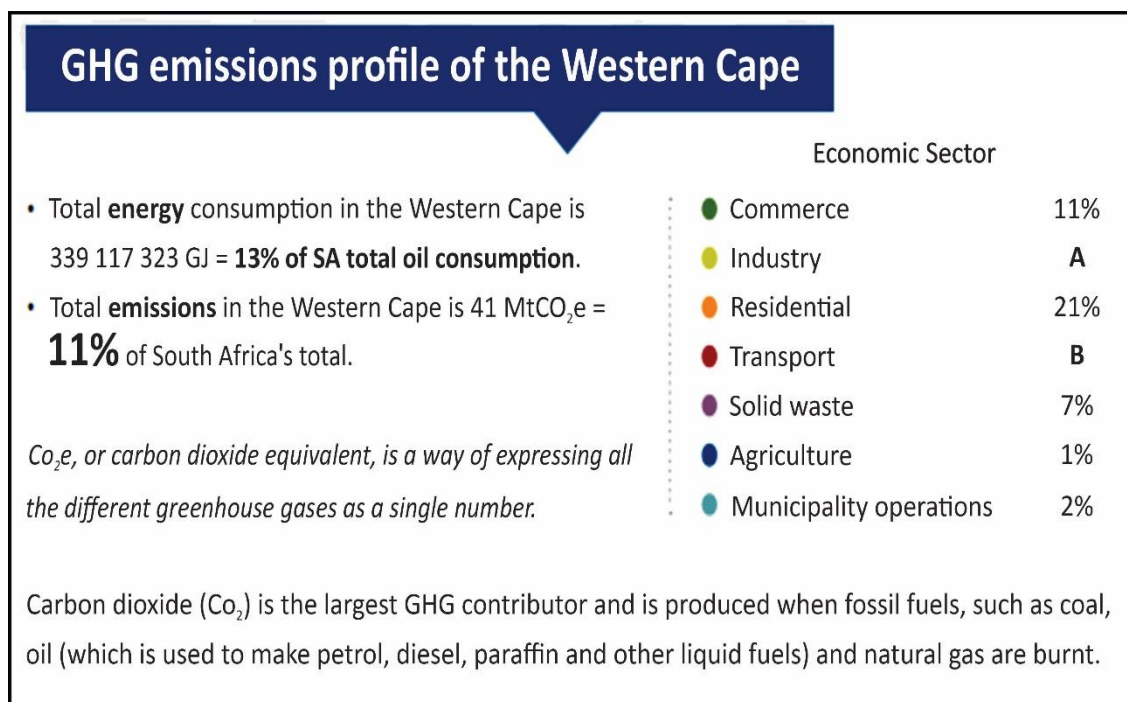 GHG emissions profile of the Western Cape
• Total energy consumption in the Western Cape is
339 117 323 GJ = 13% of SA total oil consumption.
• Total emissions in the Western Cape is 41 MtCO₂e =
11% of South Africa's total.
Co₂e, or carbon dioxide equivalent, is a way of expressing all
the different greenhouse gases as a single number.
Economic Sector
Commerce 11%
Industry A
Residential 21%
Transport B
Solid waste 7%
Agriculture 1%
Municipality operations 2%
Carbon dioxide (Co₂) is the largest GHG contributor and is produced when fossil fuels, such as coal,
oil (which is used to make petrol, diesel, paraffin and other liquid fuels) and natural gas are burnt.